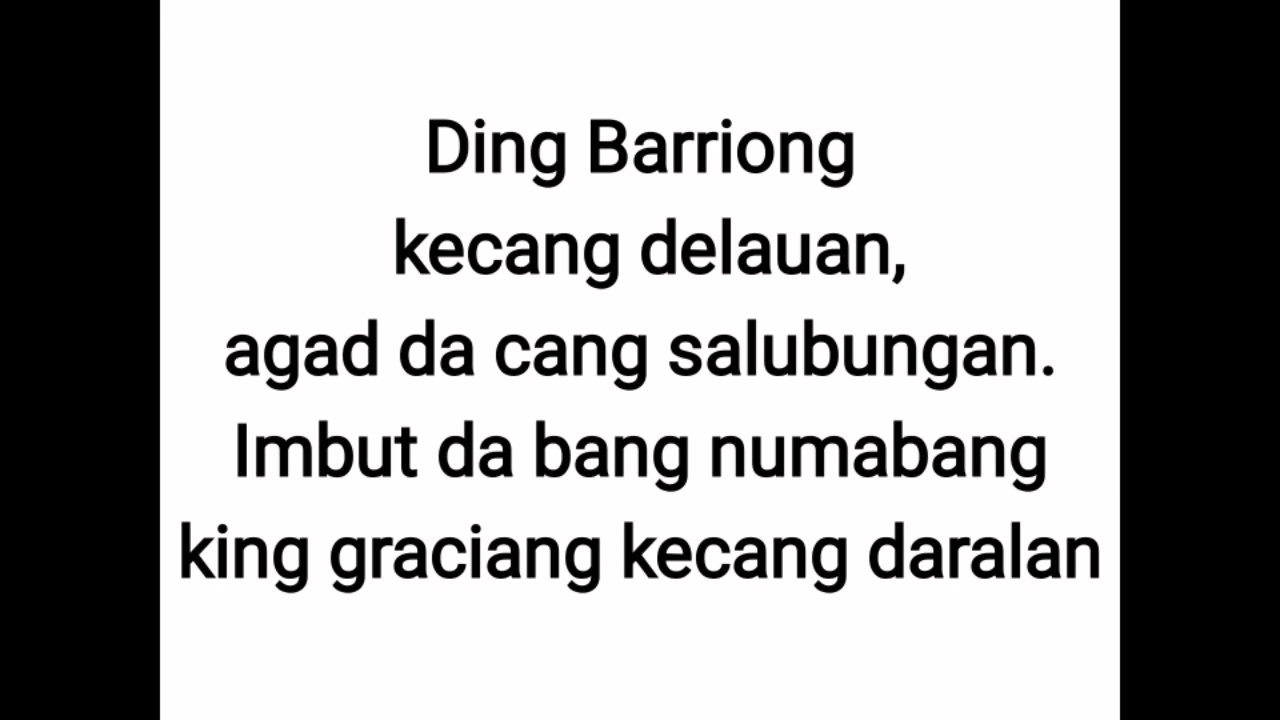 Ding Barriong
kecang delauan,
agad da cang salubungan.
Imbut da bang numabang
king graciang kecang daralan